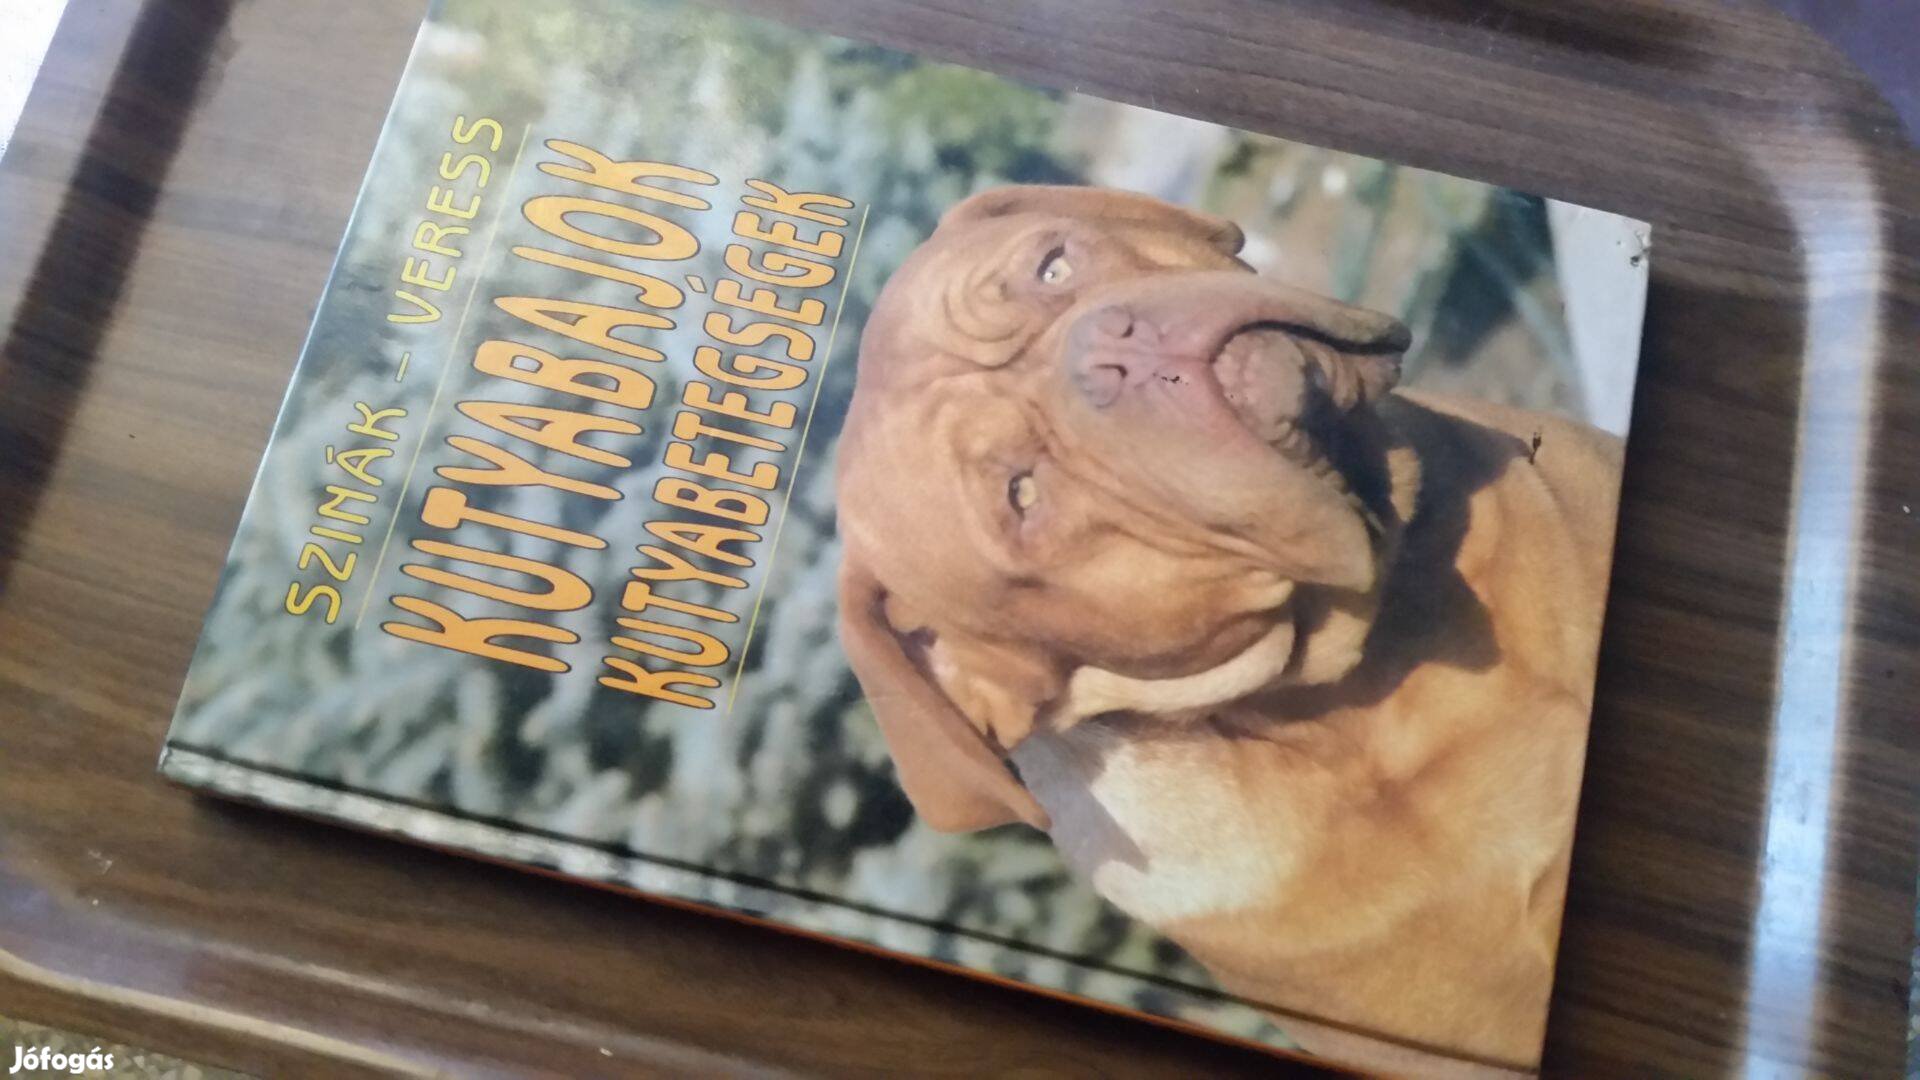 SZINÁK – VERESS
KUTYABAJOK
KUTYABETEGSÉGEK
Jófogás